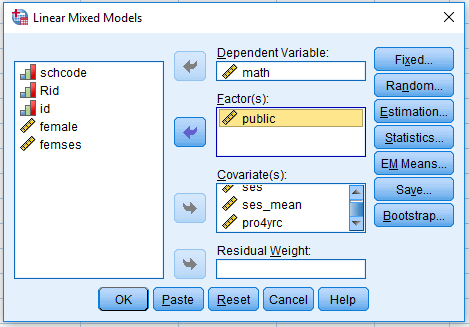 Linear Mixed Models
schcode
Rid
id
female
femses
Dependent Variable:
math
Factor(s):
public
Covariate(s):
ses
ses_mean
pro4yrc
Residual Weight:
Fixed...
Random...
Estimation...
Statistics...
EM Means...
Save...
Bootstrap...
OK Paste Reset Cancel Help